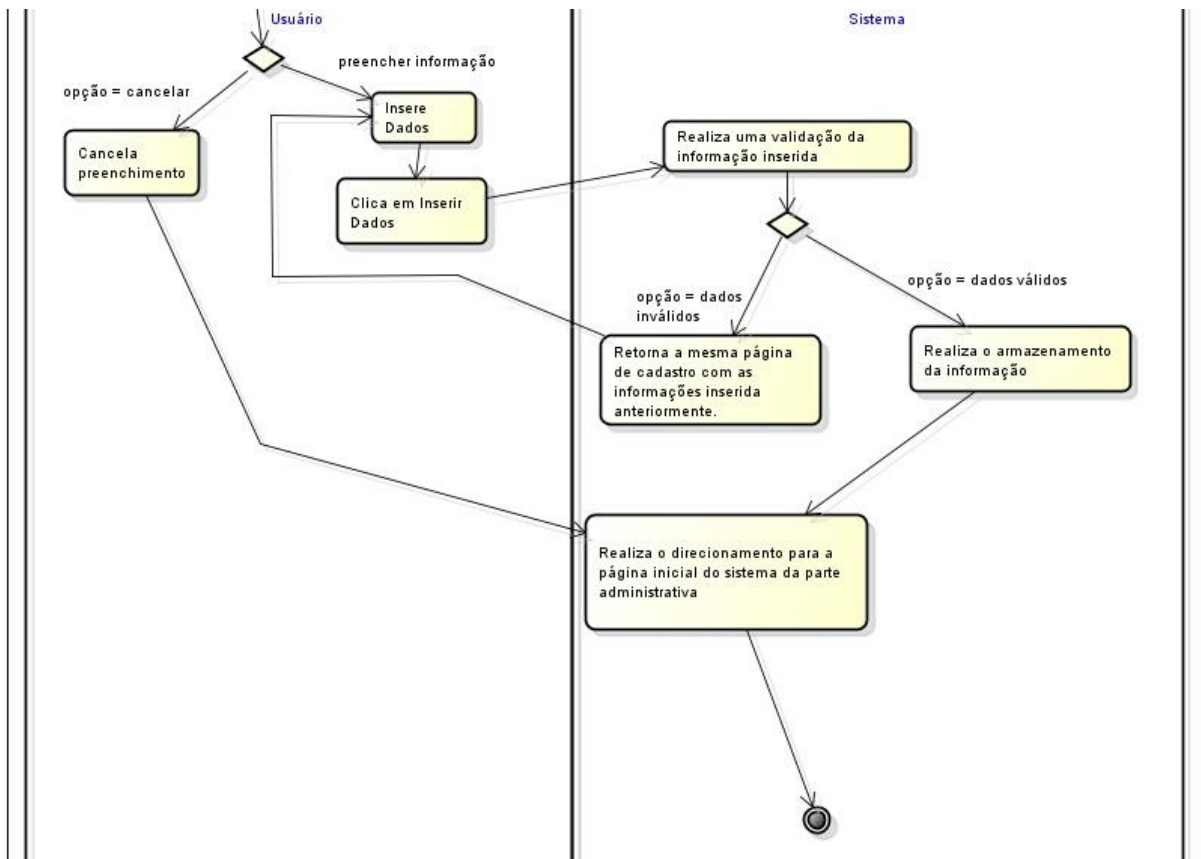 Usuário
Sistema
preencher informação
opção = cancelar
Insere
Dados
Cancela
preenchimento
Clica em Inserir
Dados
Realiza uma validação da
informação inserida
opção = dados
inválidos
opção = dados válidos
Retorna a mesma página
de cadastro com as
informações inserida
anteriormente.
Realiza o armazenamento
da informação
Realiza o direcionamento para a
página inicial do sistema da parte
administrativa